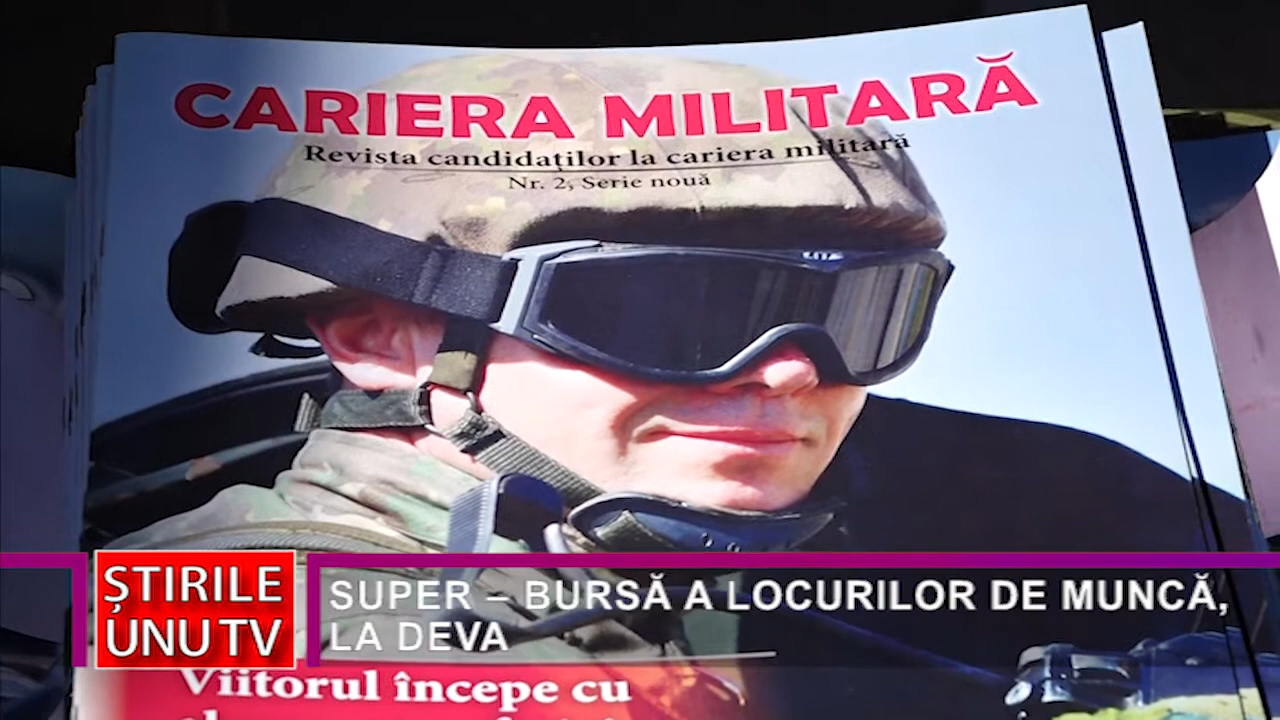 CARIERA MILITARĂ
Revista candidaților la cariera militară
Nr. 2, Serie nouă
ȘTIRILE
UNU TV
SUPER – BURSĂ A LOCURILOR DE MUNCĂ,
LA DEVA
Viitorul începe cu